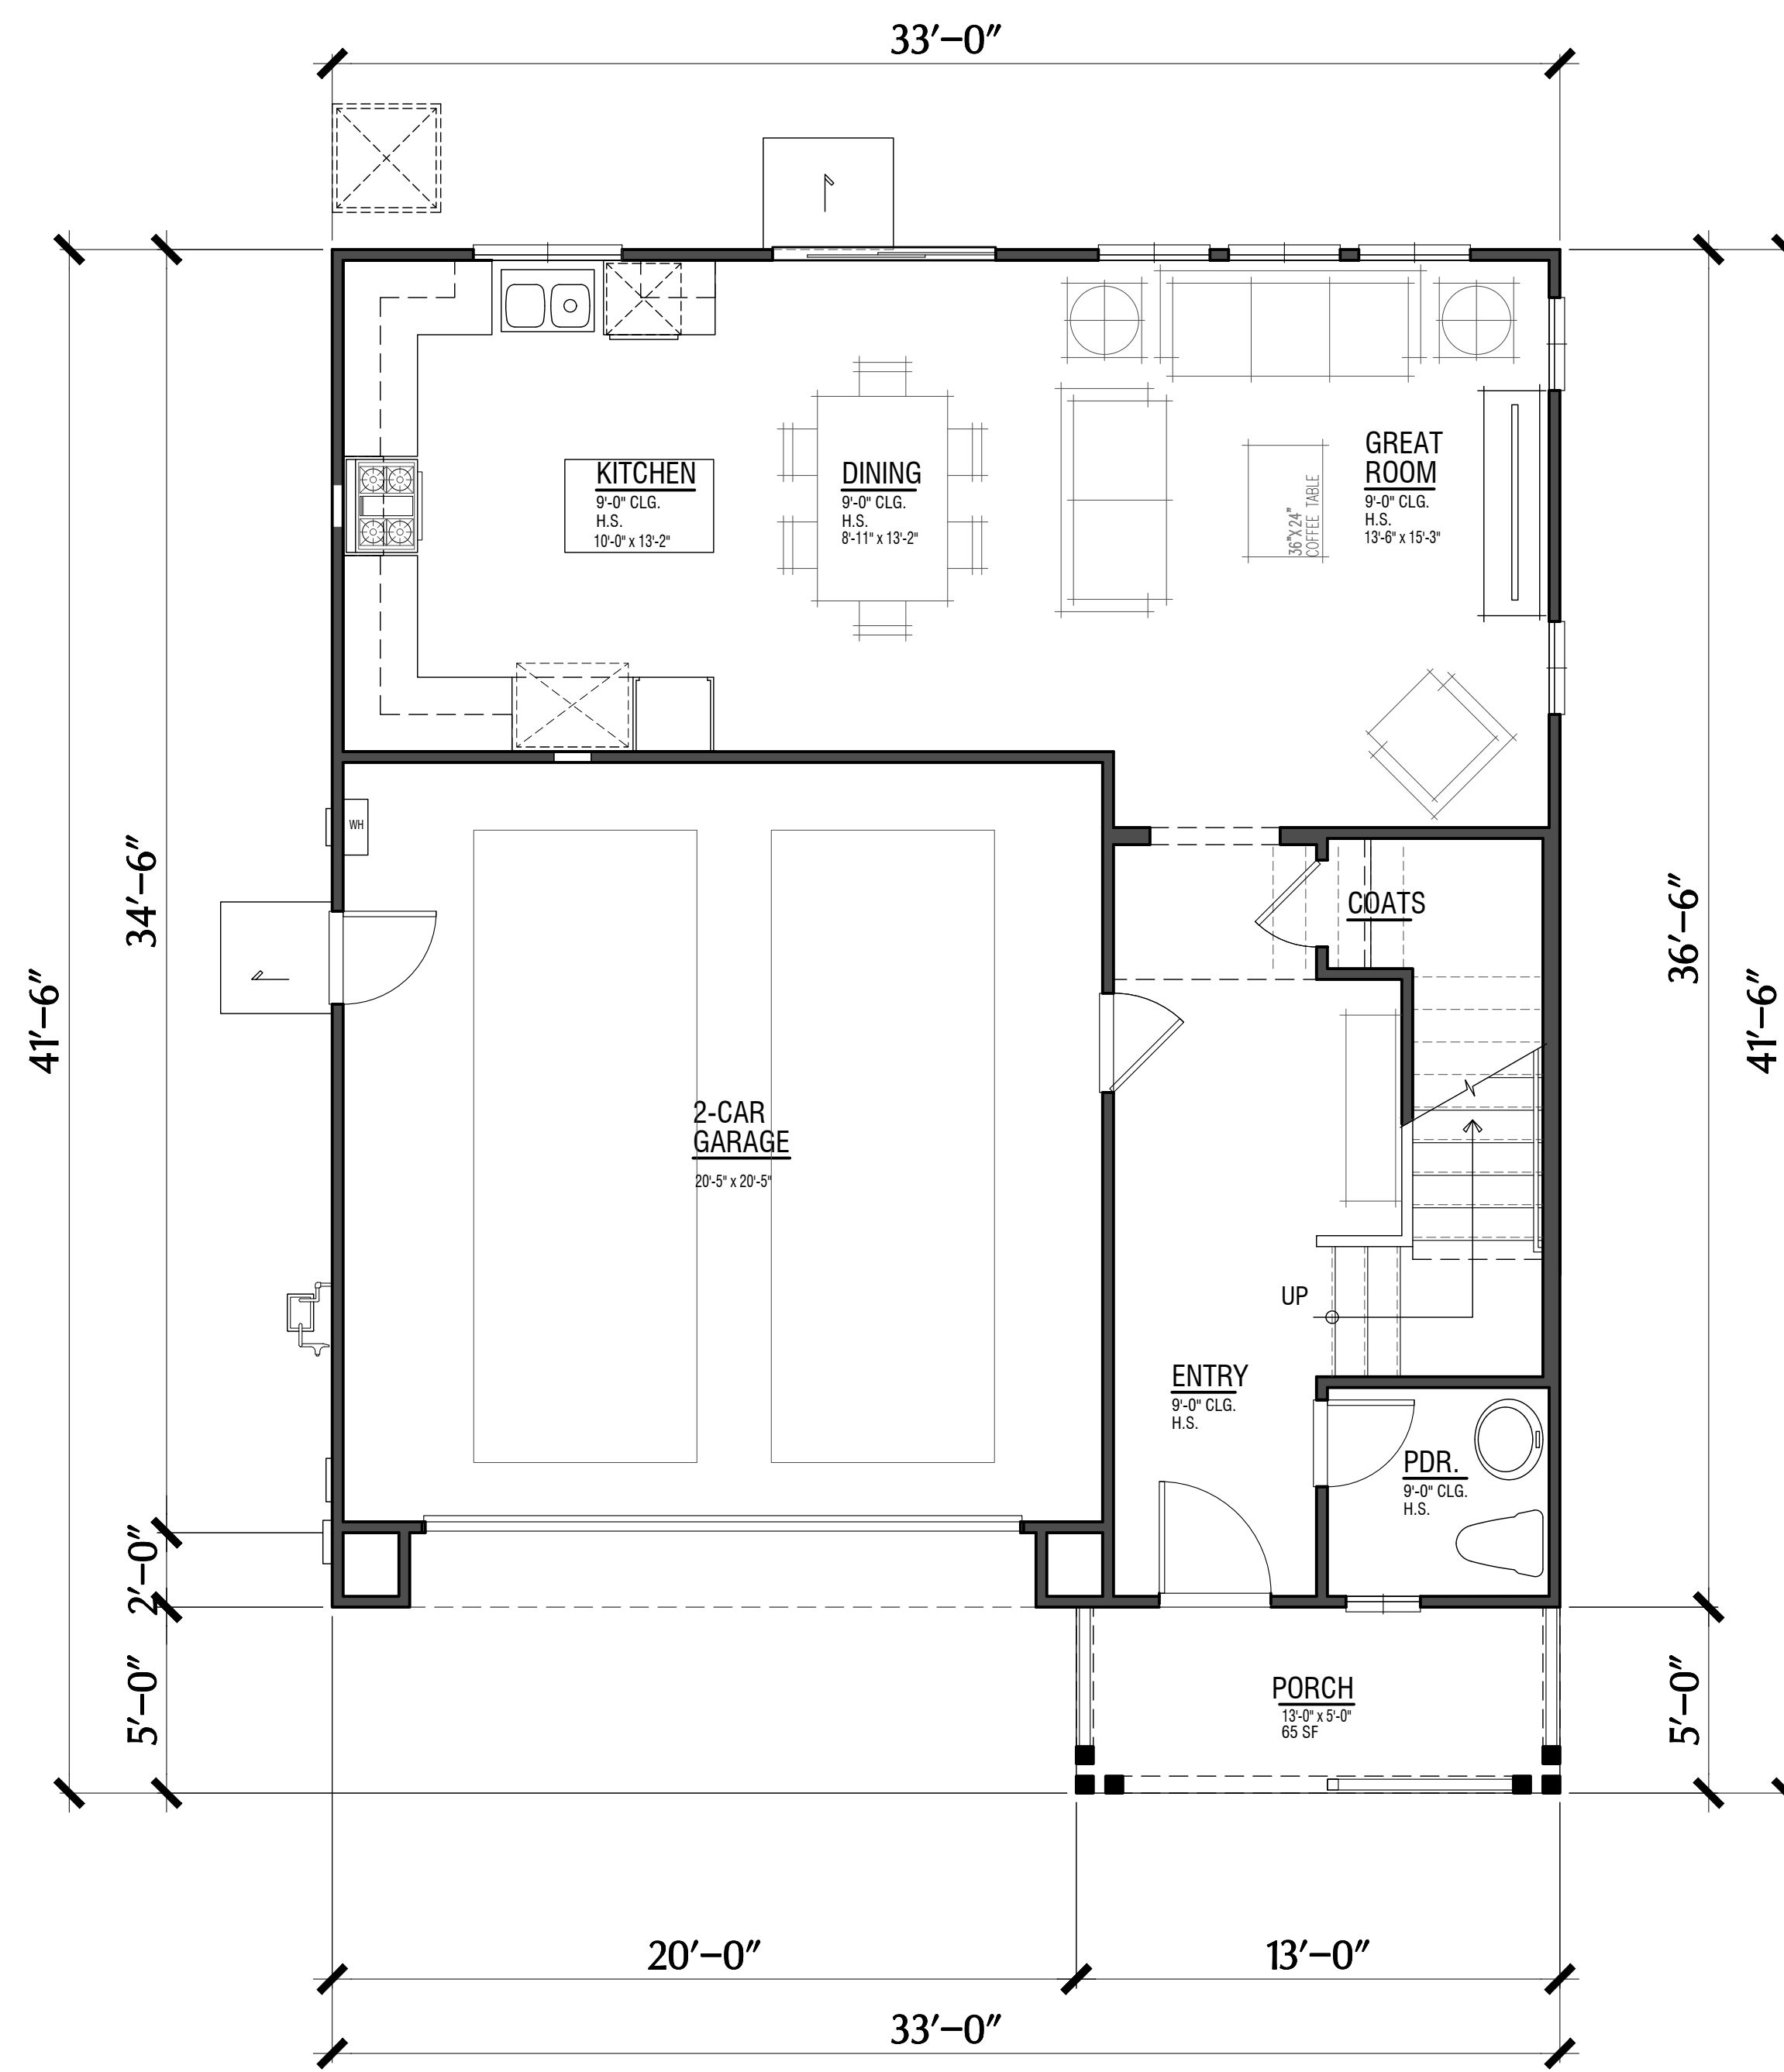 33'-0"
KITCHEN
9'-0" CLG.
H.S.
10'-0" x 13'-2"
DINING
9'-0" CLG.
H.S.
8'-11" x 13'-2"
36"X24"
COFFEE TABLE
GREAT
ROOM
9'-0" CLG.
H.S.
13'-6" x 15'-3"
WH
34'-6"
41'-6"
36'-6"
41'-6"
COATS
2-CAR
GARAGE
20'-5" x 20'-5"
UP
ENTRY
9'-0" CLG.
H.S.
PDR.
9'-0" CLG.
H.S.
2'-0"
5'-0"
PORCH
13'-0" x 5'-0"
65 SF
5'-0"
20'-0"
13'-0"
33'-0"